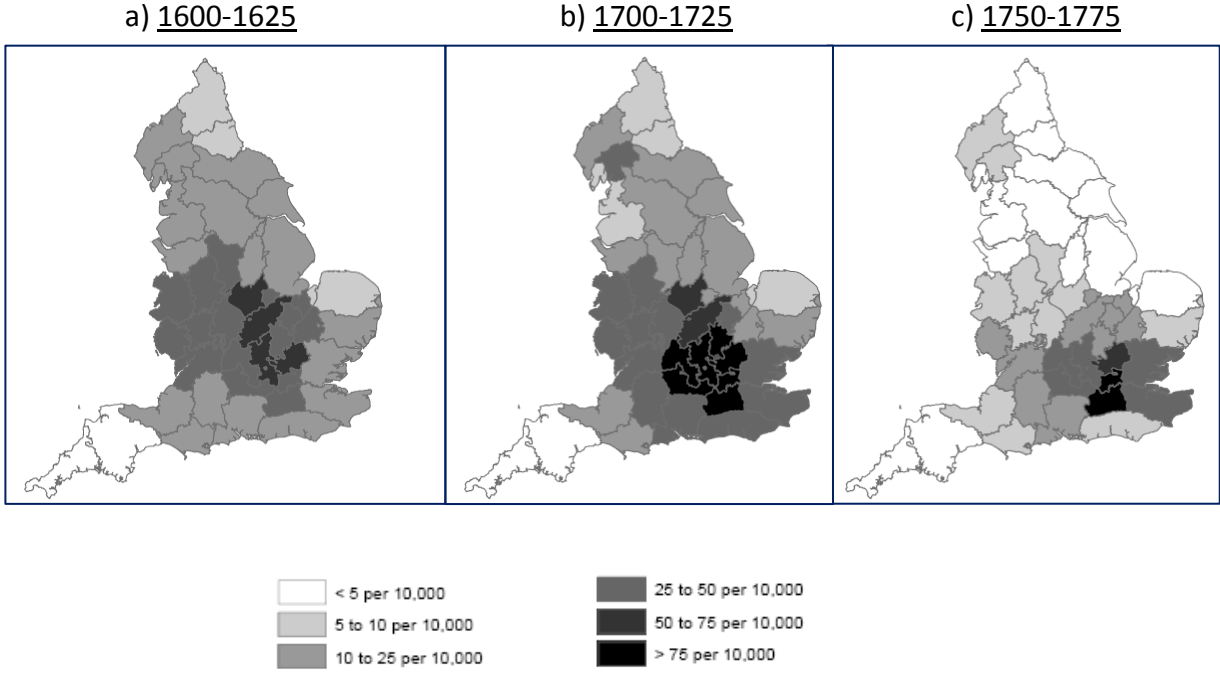 a) 1600-1625
b) 1700-1725
c) 1750-1775
< 5 per 10,000
5 to 10 per 10,000
10 to 25 per 10,000
25 to 50 per 10,000
50 to 75 per 10,000
> 75 per 10,000